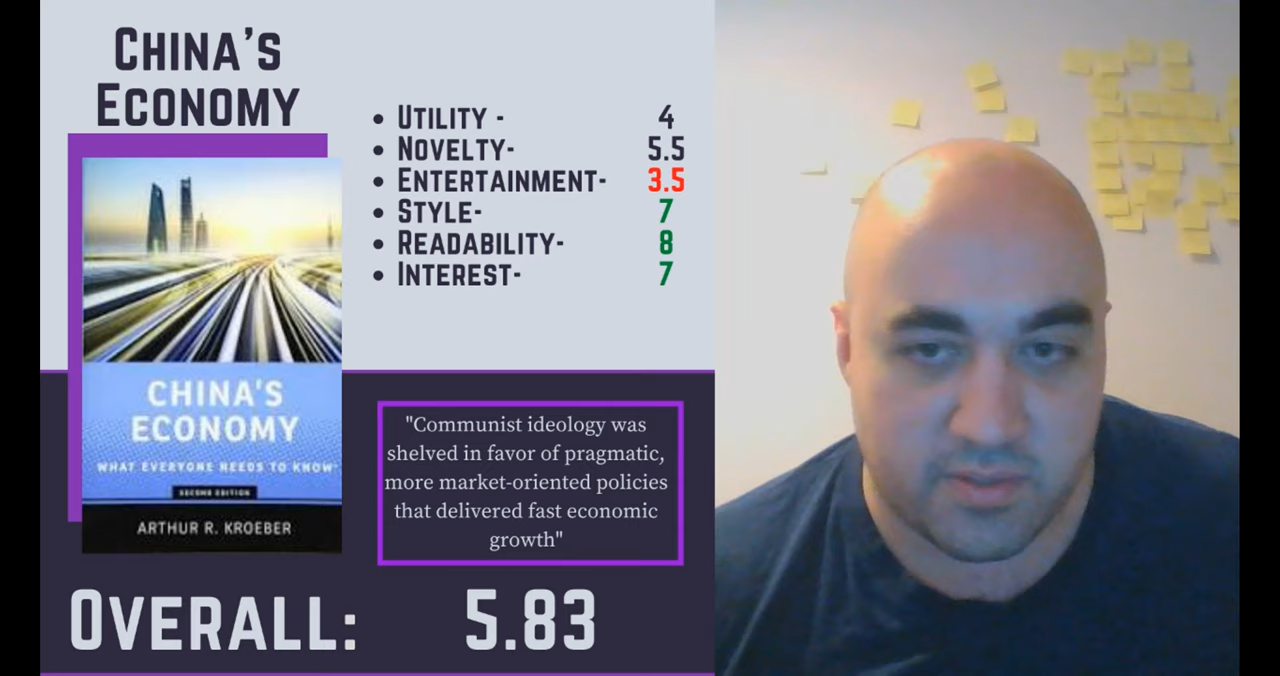 CHINA'S
ECONOMY
• UTILITY - 4
• NOVELTY- 5.5
• ENTERTAINMENT- 3.5
• STYLE- 7
• READABILITY- 8
• INTEREST- 7
CHINA'S
ECONOMY
WHAT EVERYONE NEEDS TO KNOW
SECOND EDITION
ARTHUR R. KROEBER
"Communist ideology was
shelved in favor of pragmatic,
more market-oriented policies
that delivered fast economic
growth"
OVERALL: 5.83